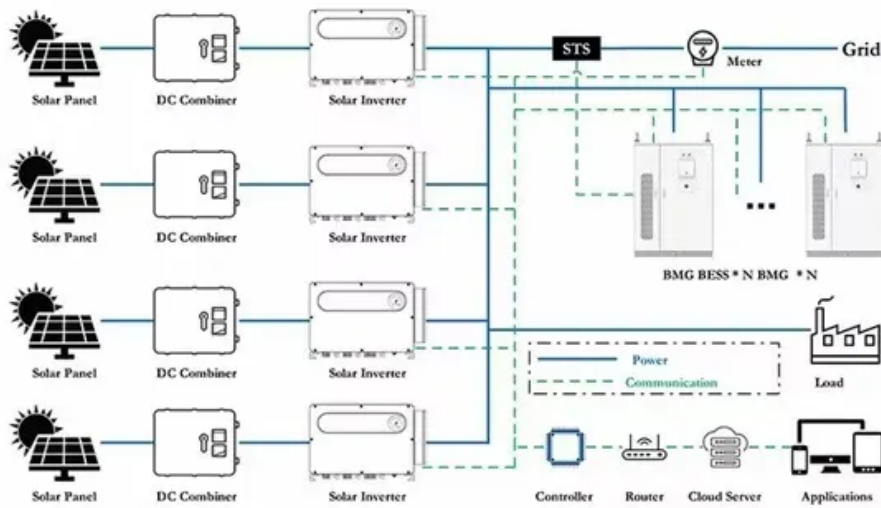 STS
Meter
Grid
Solar Panel
DC Combiner
Solar Inverter
Solar Panel
DC Combiner
Solar Inverter
BMG BESS * N BMG * N
Solar Panel
DC Combiner
Solar Inverter
Power
Communication
Load
Solar Panel
DC Combiner
Solar Inverter
Controller
Router
Cloud Server
Applications